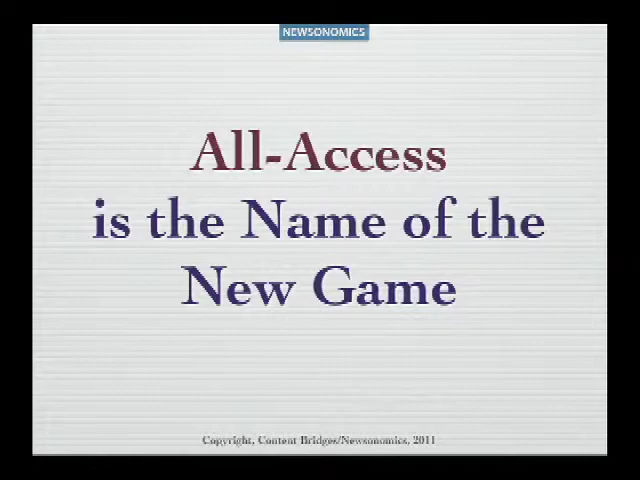 NEWSONOMICS
All-Access
is the Name of the
New Game
Copyright, Content Bridges/Newsonomics, 2011